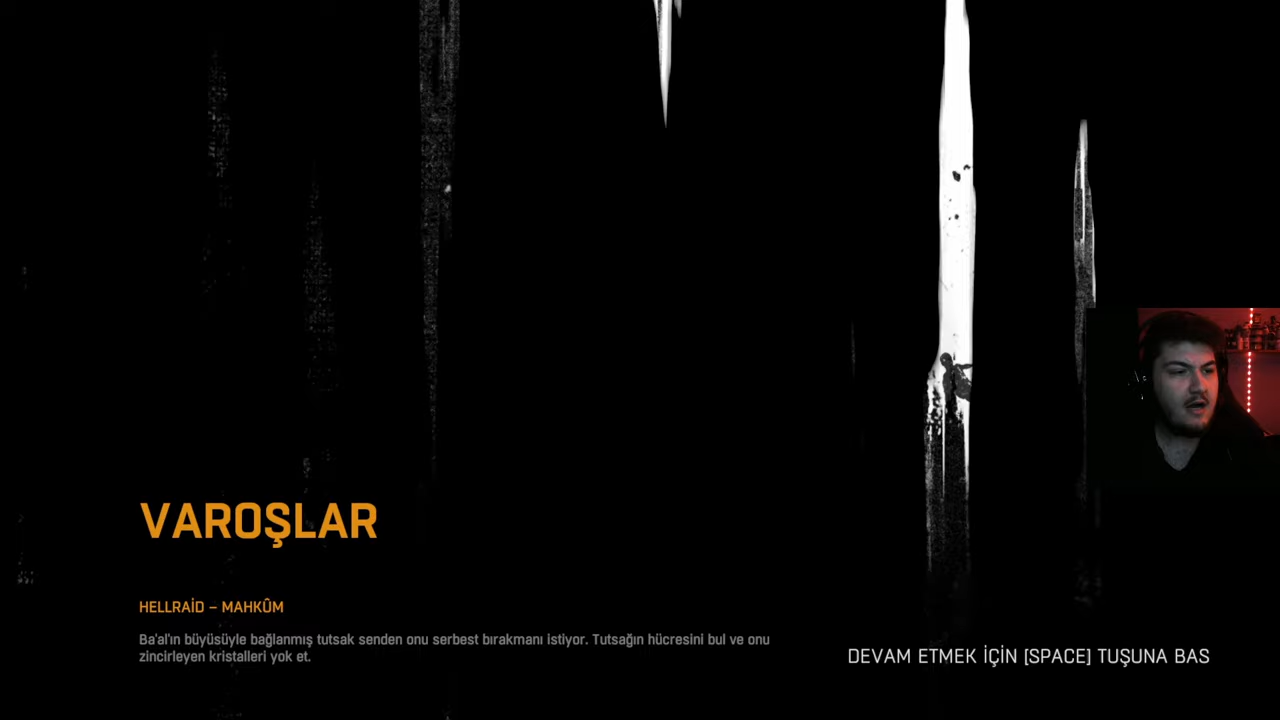 VAROŞLAR
HELLRAİD – MAHKÛM
Ba'al'ın büyüsüyle bağlanmış tutsak senden onu serbest bırakmanı istiyor. Tutsağın hücresini bul ve onu
zincirleyen kristalleri yok et.
DEVAM ETMEK İÇİN [SPACE] TUŞUNA BAS